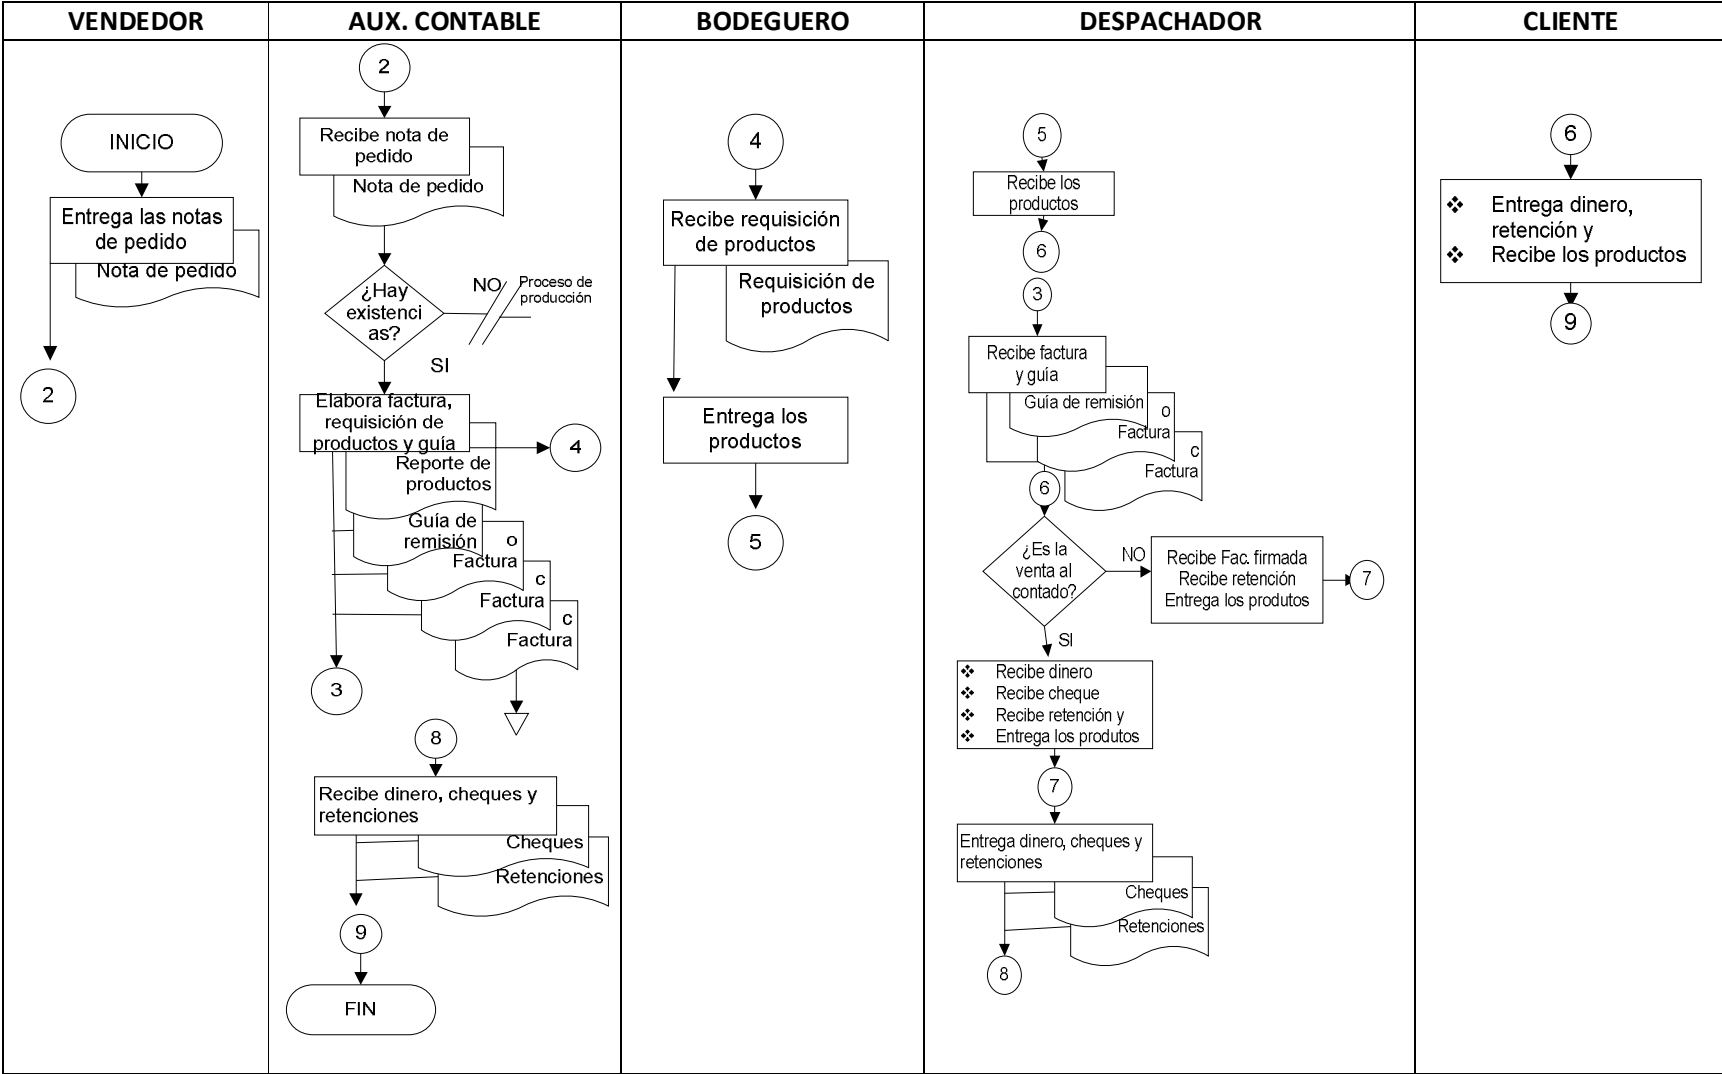 VENDEDOR
AUX. CONTABLE
BODEGUERO
DESPACHADOR
CLIENTE
INICIO
Entrega las notas
de pedido
Nota de pedido
2
2
Recibe nota de
pedido
Nota de pedido
¿Hay
existenci
as?
NO
Proceso de
producción
SI
Elabora factura,
requisición de
productos y guía
4
Reporte de
productos
Guía de
remisión
o
Factura
c
Factura
c
Factura
3
8
Recibe dinero, cheques y
retenciones
Cheques
Retenciones
9
FIN
4
Recibe requisición
de productos
Requisición de
productos
Entrega los
productos
5
5
Recibe los
productos
6
3
Recibe factura
y guía
Guía de remisión
o
Factura
c
Factura
6
¿Es la
venta al
contado?
NO
Recibe Fac. firmada
Recibe retención
Entrega los produtos
7
SI
❖ Recibe dinero
❖ Recibe cheque
❖ Recibe retención y
❖ Entrega los produtos
7
Entrega dinero, cheques y
retenciones
Cheques
Retenciones
8
6
❖ Entrega dinero,
retención y
❖ Recibe los productos
9